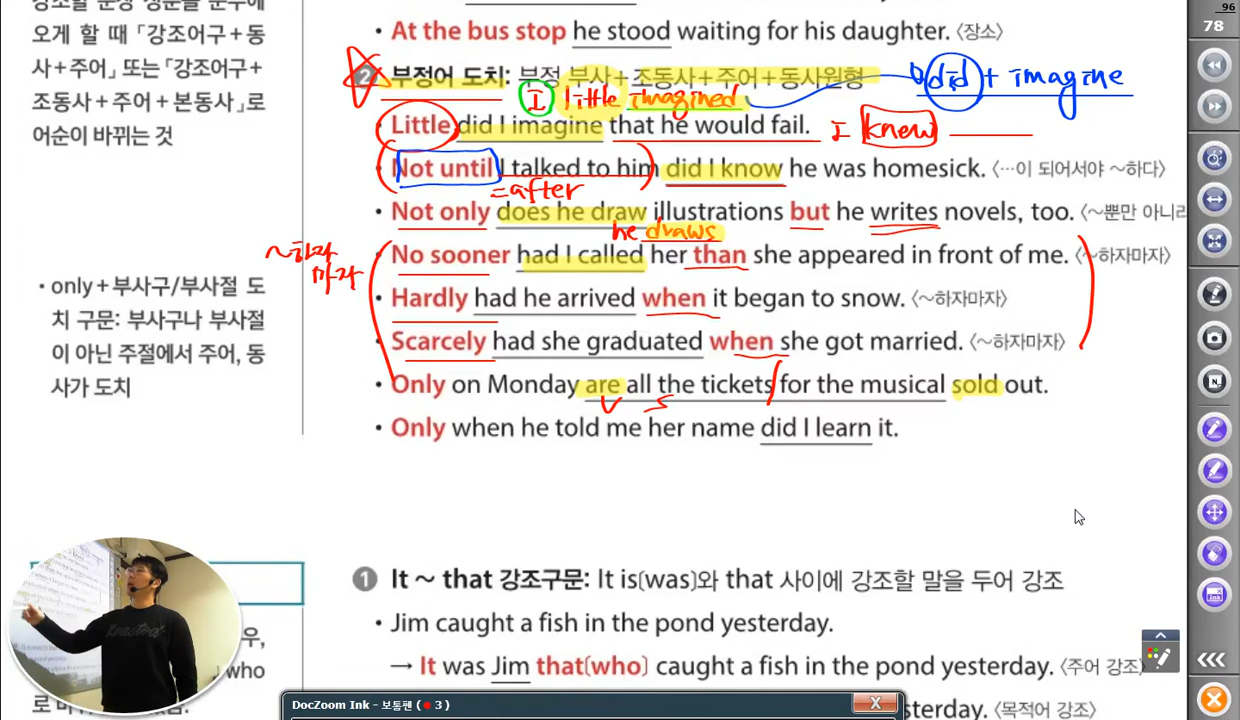 강조할 문장 성분을 문두에
오게 할 때 「강조어구+동
사+주어」 또는 「강조어구+
조동사+주어+본동사」로
어순이 바뀌는 것
• At the bus stop he stood waiting for his daughter. 〈장소〉
2 부정어 도치: 부정 부사+조동사+주어+동사원형
did + imagine
I little imagined
• Little did I imagine that he would fail.
I knew
• Not until I talked to him did I know he was homesick. 〈…이 되어서야 ~하다〉
=after
• Not only does he draw illustrations but he writes novels, too. 〈~뿐만 아니라
he draws
~하자
마자
• No sooner had I called her than she appeared in front of me. 〈~하자마자〉
• Hardly had he arrived when it began to snow. 〈~하자마자〉
• Scarcely had she graduated when she got married. 〈~하자마자〉
• Only on Monday are all the tickets for the musical sold out.
V S
• Only when he told me her name did I learn it.
• only+부사구/부사절 도
치 구문: 부사구나 부사절
이 아닌 주절에서 주어, 동
사가 도치
1 It ~ that 강조구문: It is(was)와 that 사이에 강조할 말을 두어 강조
• Jim caught a fish in the pond yesterday.
→ It was Jim that(who) caught a fish in the pond yesterday. 〈주어 강조〉
sterday. 〈목적어 강조〉
우,
who
DocZoom Ink - 보통펜 ( 3 )
X
96
78
N
ink